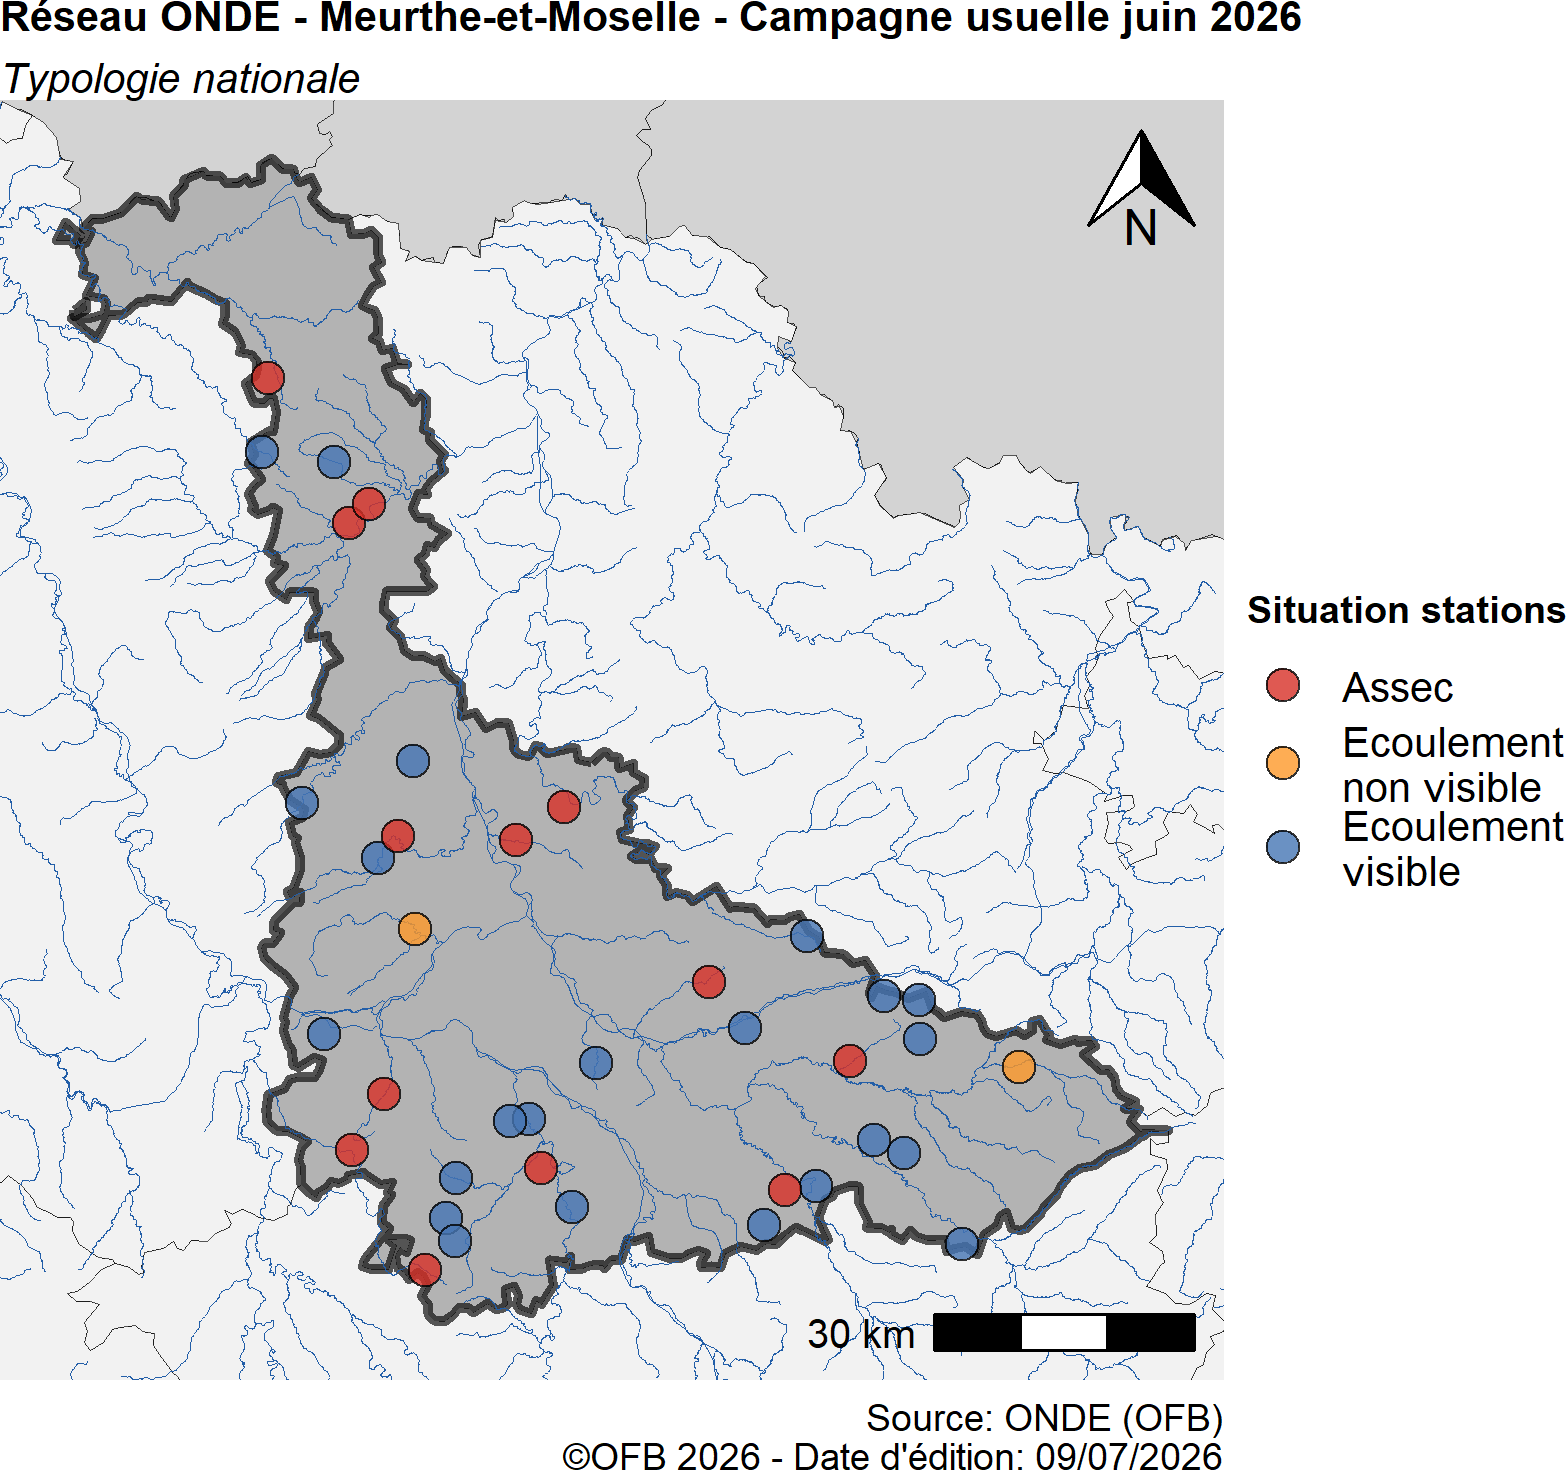 Réseau ONDE - Meurthe-et-Moselle - Campagne usuelle juin 2026
Typologie nationale
N
Situation stations
Assec
Ecoulement
non visible
Ecoulement
visible
30 km
Source: ONDE (OFB)
©OFB 2026 - Date d'édition: 09/07/2026